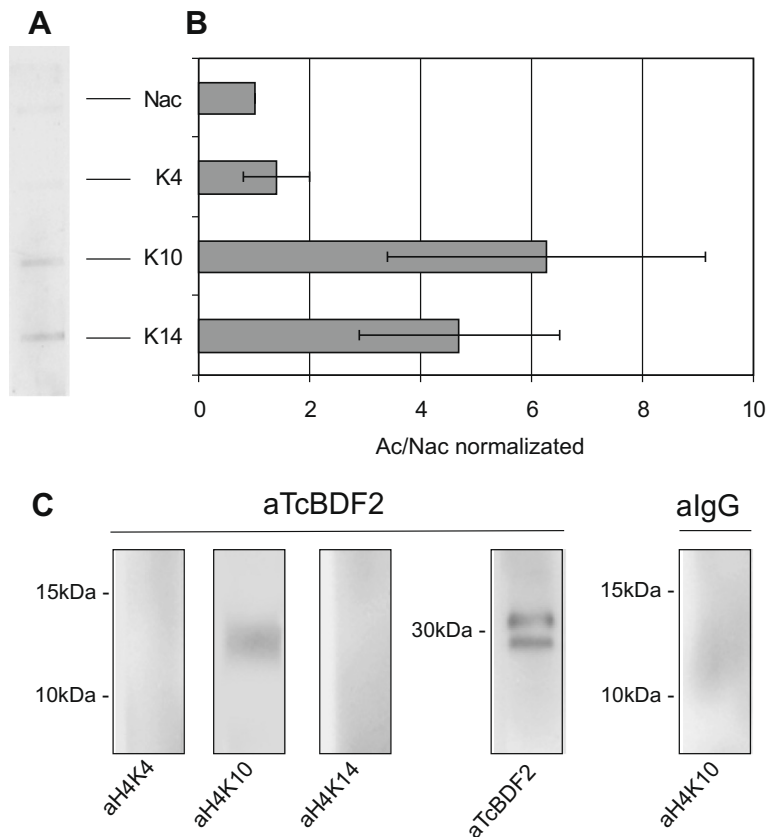 A
B
Nac
K4
K10
K14
0 2 4 6 8 10
Ac/Nac normalizated
C
aTcBDF2
aIgG
15kDa -
10kDa -
30kDa -
15kDa -
10kDa -
aH4K4
aH4K10
aH4K14
aTcBDF2
aH4K10